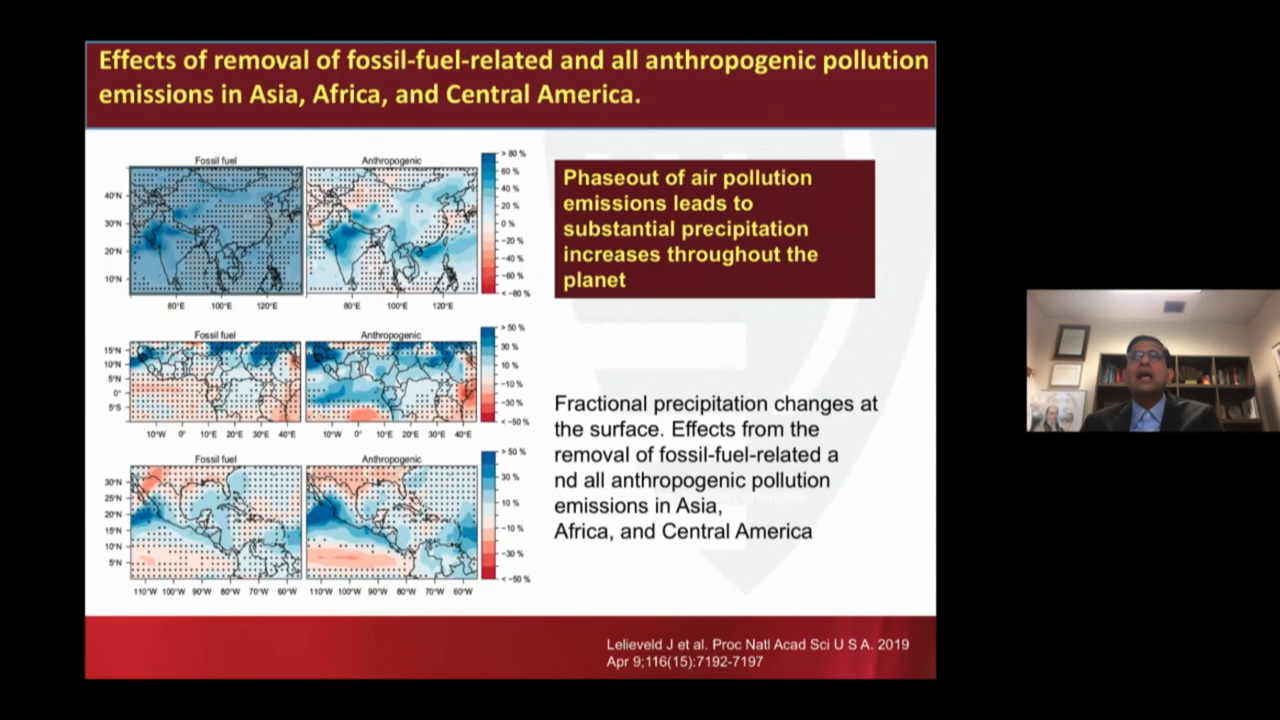 Effects of removal of fossil-fuel-related and all anthropogenic pollution
emissions in Asia, Africa, and Central America.
Fossil fuel
Anthropogenic
40°N
30°N
20°N
10°N
80°E 100°E 120°E
80°E 100°E 120°E
> 80 %
60 %
40 %
20 %
0 %
−20 %
−40 %
−60 %
< −80 %
Fossil fuel
Anthropogenic
15°N
10°N
5°N
0°
5°S
10°W 0° 10°E 20°E 30°E 40°E
10°W 0° 10°E 20°E 30°E 40°E
> 50 %
30 %
10 %
−10 %
−30 %
< −50 %
Fossil fuel
Anthropogenic
30°N
25°N
20°N
15°N
10°N
5°N
110°W 100°W 90°W 80°W 70°W 60°W
110°W 100°W 90°W 80°W 70°W 60°W
> 50 %
30 %
10 %
−10 %
−30 %
< −50 %
Phaseout of air pollution
emissions leads to
substantial precipitation
increases throughout the
planet
Fractional precipitation changes at
the surface. Effects from the
removal of fossil-fuel-related a
nd all anthropogenic pollution
emissions in Asia,
Africa, and Central America
Lelieveld J et al. Proc Natl Acad Sci U S A. 2019
Apr 9;116(15):7192-7197